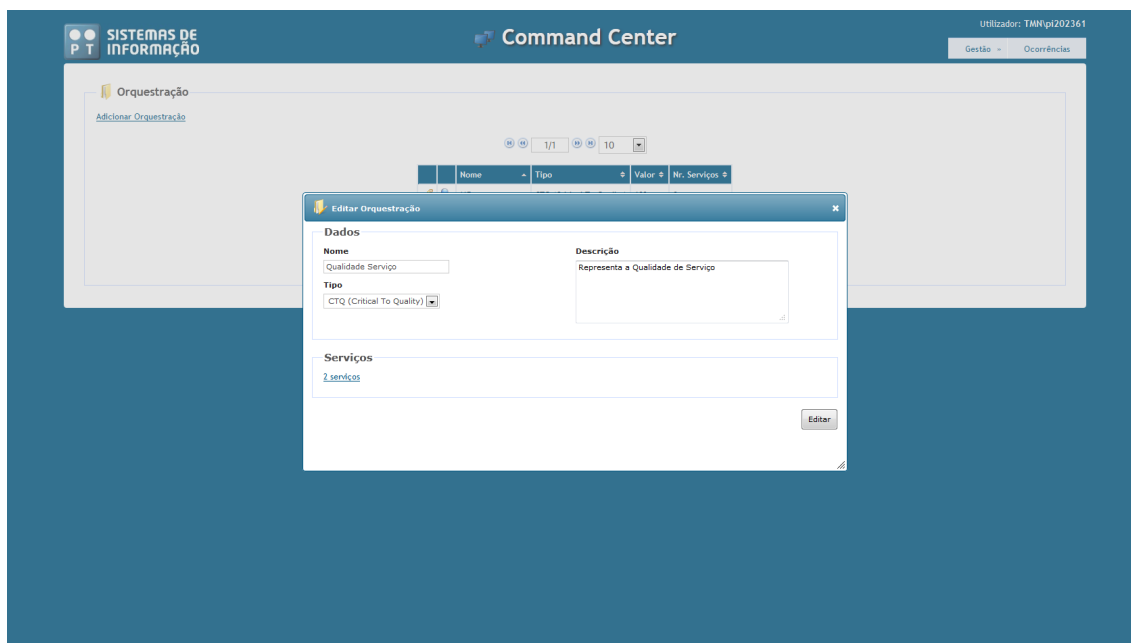 Utilizador: TMN\pi202361
SISTEMAS DE
PT INFORMAÇÃO
Command Center
Gestão
Ocorrências
Orquestração
Adicionar Orquestração
1/1
10
Nome Tipo Valor Nr. Serviços
Editar Orquestração
Dados
Nome
Qualidade Serviço
Tipo
CTQ (Critical To Quality)
Descrição
Representa a Qualidade de Serviço
Serviços
2 serviços
Editar